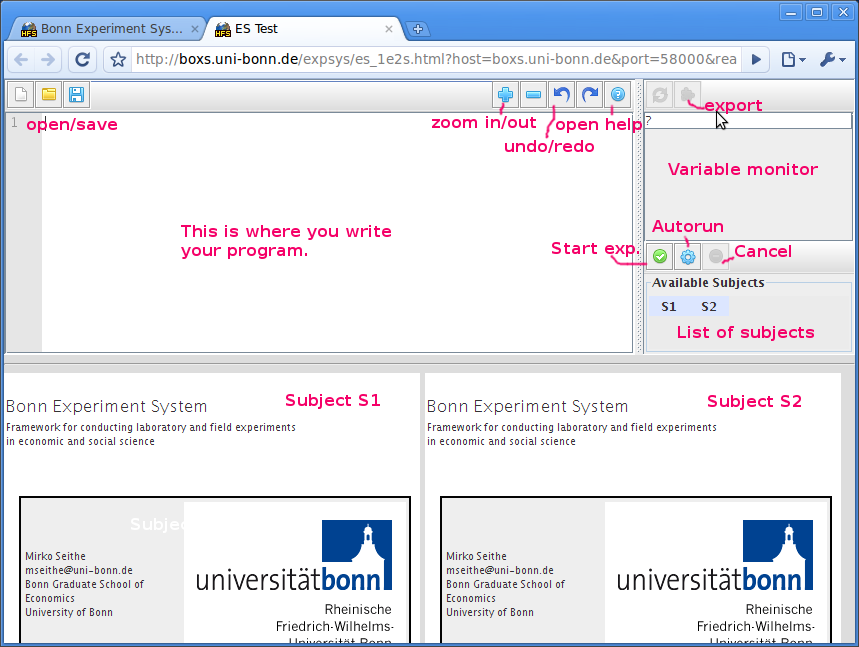 Bonn Experiment Sys...
ES Test
http://boxs.uni-bonn.de/expsys/es_1e2s.html?host=boxs.uni-bonn.de&port=58000&rea
export
1
open/save
zoom in/out
open help
?
undo/redo
Variable monitor
This is where you write
your program.
Autorun
Start exp.
Cancel
Available Subjects
S1 S2
List of subjects
Subject S1
Bonn Experiment System
Framework for conducting laboratory and field experiments
in economic and social science
Subjec
Mirko Seithe
mseithe@uni-bonn.de
Bonn Graduate School of
Economics
University of Bonn
universitätbonn
Rheinische
Friedrich-Wilhelms-
Universität Bonn
Subject S2
Bonn Experiment System
Framework for conducting laboratory and field experiments
in economic and social science
Mirko Seithe
mseithe@uni-bonn.de
Bonn Graduate School of
Economics
University of Bonn
universitätbonn
Rheinische
Friedrich-Wilhelms-
Universität Bonn